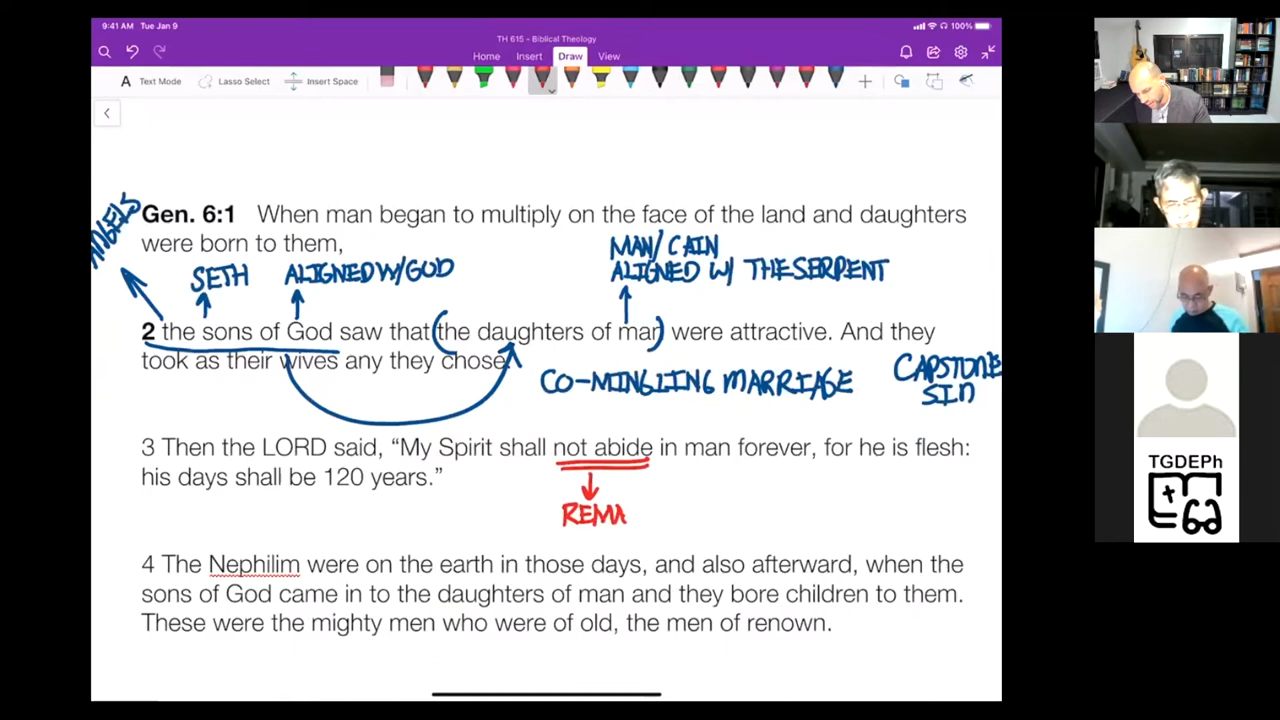 9:41 AM Tue Jan 9
100%
TH 615 - Biblical Theology
Home Insert Draw View
Text Mode Lasso Select Insert Space
ANGELS
Gen. 6:1 When man began to multiply on the face of the land and daughters
were born to them,
MAN/CAIN
SETH ALIGNED W/GOD ALIGNED W/ THE SERPENT
2 the sons of God saw that (the daughters of man) were attractive. And they
took as their wives any they chose.
CO-MINGLING MARRIAGE
CAPSTONE
SIN
3 Then the LORD said, “My Spirit shall not abide in man forever, for he is flesh:
his days shall be 120 years.”
REMA
4 The Nephilim were on the earth in those days, and also afterward, when the
sons of God came in to the daughters of man and they bore children to them.
These were the mighty men who were of old, the men of renown.
TGDEPh